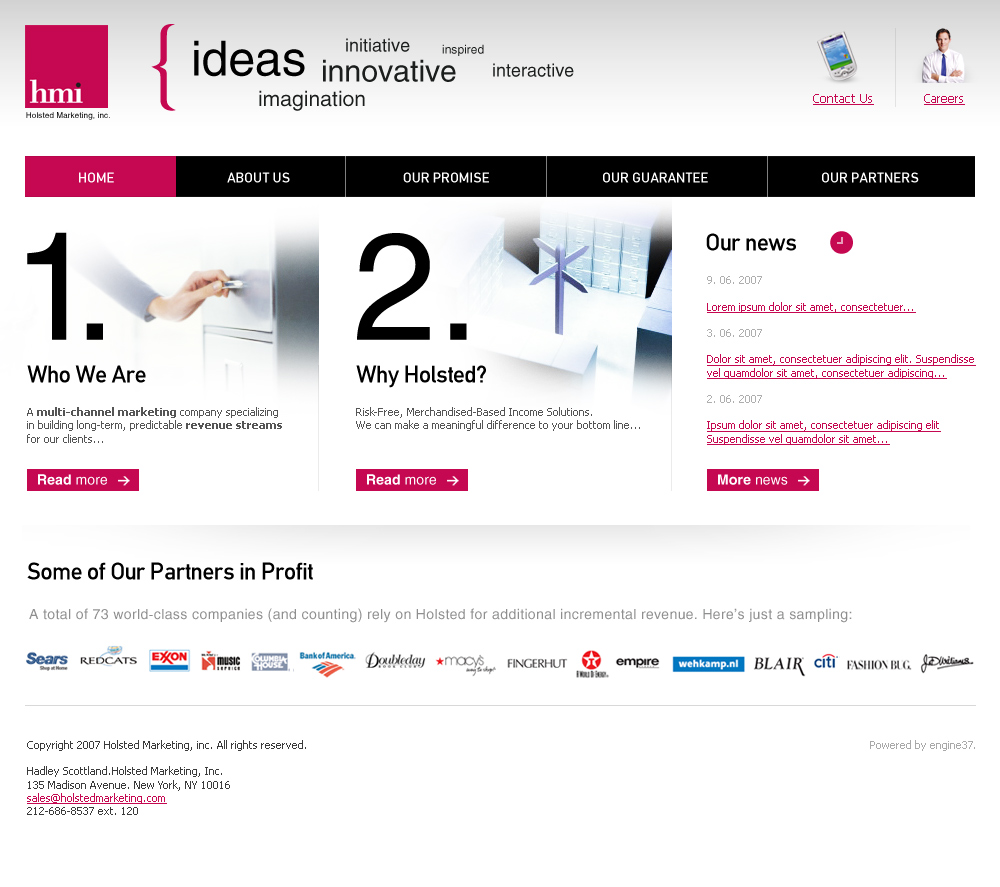 hmi
Holsted Marketing, inc.
{ ideas
initiative
inspired
innovative
interactive
imagination
Contact Us
Careers
HOME
ABOUT US
OUR PROMISE
OUR GUARANTEE
OUR PARTNERS
1.
Who We Are
A multi-channel marketing company specializing
in building long-term, predictable revenue streams
for our clients...
Read more →
2.
Why Holsted?
Risk-Free, Merchandised-Based Income Solutions.
We can make a meaningful difference to your bottom line...
Read more →
Our news
9. 06. 2007
Lorem ipsum dolor sit amet, consectetuer...
3. 06. 2007
Dolor sit amet, consectetuer adipiscing elit. Suspendisse
vel quamdolor sit amet, consectetuer adipiscing...
2. 06. 2007
Ipsum dolor sit amet, consectetuer adipiscing elit
Suspendisse vel quamdolor sit amet...
More news →
Some of Our Partners in Profit
A total of 73 world-class companies (and counting) rely on Holsted for additional incremental revenue. Here's just a sampling:
Sears
Shop at Home
REDCATS
EXXON
MUSIC
SERVICE
COLUMBIA
HOUSE
Bank of America
Doubleday
macy's
way to shop!
FINGERHUT
empire
wehkamp.nl
BLAIR
citi
FASHION BUG.
Copyright 2007 Holsted Marketing, inc. All rights reserved.
Powered by engine37.
Hadley Scottland.Holsted Marketing, Inc.
135 Madison Avenue. New York, NY 10016
sales@holstedmarketing.com
212-686-8537 ext. 120